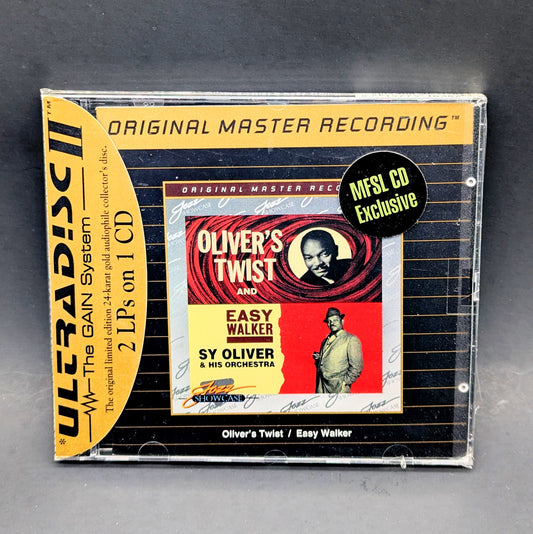 ORIGINAL MASTER RECORDING™
ULTRADISC II™
The GAIN System™
The original limited edition 24-karat gold audiophile collector's disc.
2 LPs on 1 CD
ORIGINAL MASTER RECO
MFSL CD
Exclusive
OLIVER'S
TWIST
AND
EASY
WALKER
SY OLIVER
& HIS ORCHESTRA
Jazz
SHOWCASE
Oliver's Twist / Easy Walker